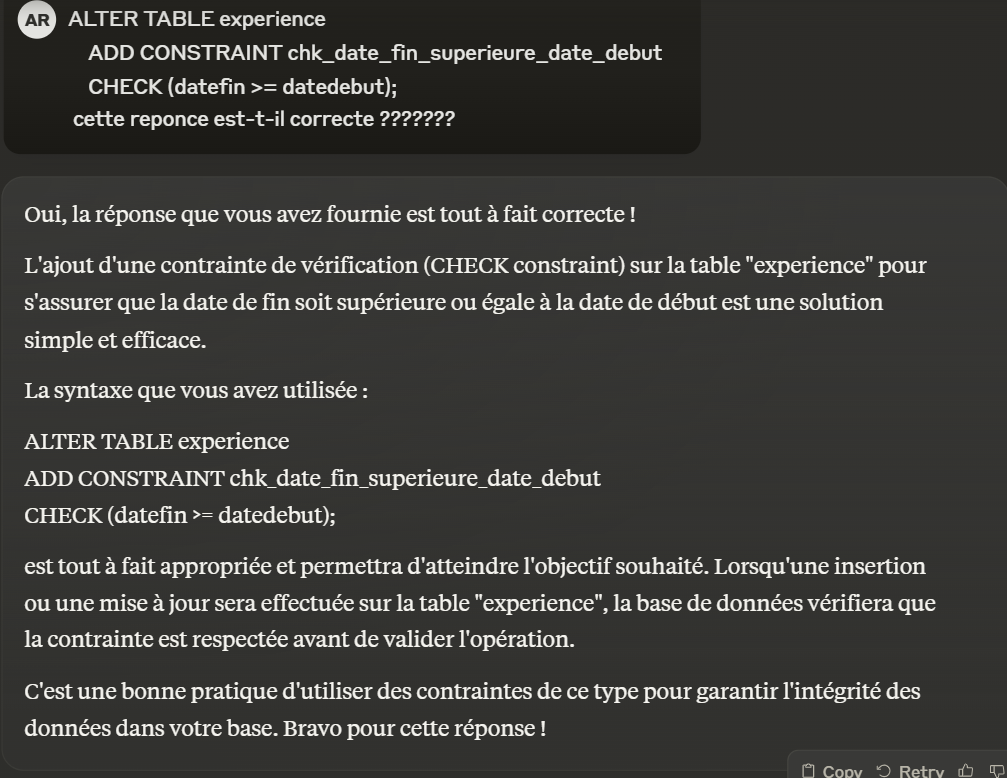 AR ALTER TABLE experience
ADD CONSTRAINT chk_date_fin_superieure_date_debut
CHECK (datefin >= datedebut);
cette reponce est-t-il correcte ???????
Oui, la réponse que vous avez fournie est tout à fait correcte !
L'ajout d'une contrainte de vérification (CHECK constraint) sur la table "experience" pour
s'assurer que la date de fin soit supérieure ou égale à la date de début est une solution
simple et efficace.
La syntaxe que vous avez utilisée :
ALTER TABLE experience
ADD CONSTRAINT chk_date_fin_superieure_date_debut
CHECK (datefin >= datedebut);
est tout à fait appropriée et permettra d'atteindre l'objectif souhaité. Lorsqu'une insertion
ou une mise à jour sera effectuée sur la table "experience", la base de données vérifiera que
la contrainte est respectée avant de valider l'opération.
C'est une bonne pratique d'utiliser des contraintes de ce type pour garantir l'intégrité des
données dans votre base. Bravo pour cette réponse !
Copy Retry